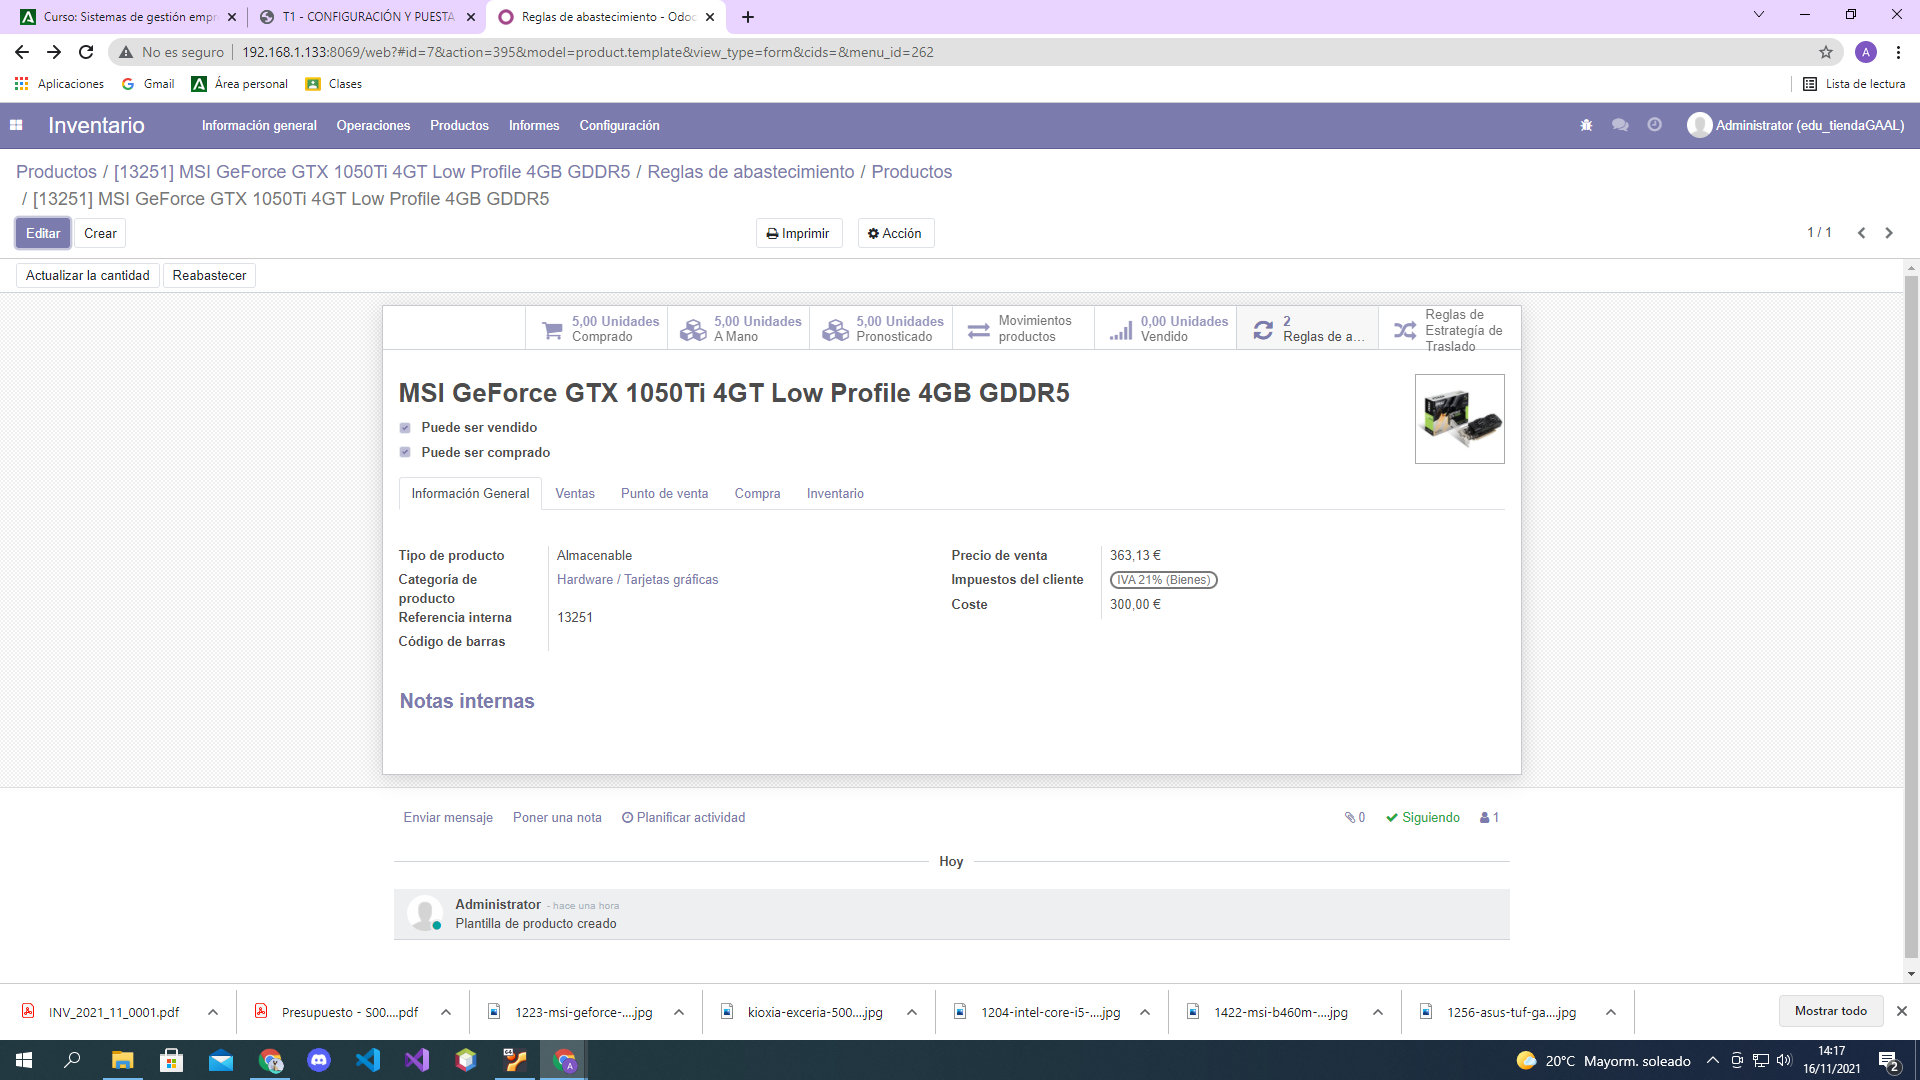 Curso: Sistemas de gestión empr
T1 - CONFIGURACIÓN Y PUESTA
Reglas de abastecimiento - Odoo
No es seguro
192.168.1.133:8069/web?#id=7&action=395&model=product.template&view_type=form&cids=&menu_id=262
Aplicaciones
Gmail
Área personal
Clases
Lista de lectura
Inventario
Información general
Operaciones
Productos
Informes
Configuración
Administrator (edu_tiendaGAAL)
Productos / [13251] MSI GeForce GTX 1050Ti 4GT Low Profile 4GB GDDR5 / Reglas de abastecimiento / Productos
/ [13251] MSI GeForce GTX 1050Ti 4GT Low Profile 4GB GDDR5
Editar
Crear
Imprimir
Acción
1 / 1
Actualizar la cantidad
Reabastecer
5,00 Unidades
Comprado
5,00 Unidades
A Mano
5,00 Unidades
Pronosticado
Movimientos
productos
0,00 Unidades
Vendido
2
Reglas de a...
Reglas de
Estrategía de
Traslado
MSI GeForce GTX 1050Ti 4GT Low Profile 4GB GDDR5
Puede ser vendido
Puede ser comprado
Información General
Ventas
Punto de venta
Compra
Inventario
Tipo de producto
Almacenable
Categoría de
producto
Hardware / Tarjetas gráficas
Referencia interna
13251
Código de barras
Precio de venta
363,13 €
Impuestos del cliente
IVA 21% (Bienes)
Coste
300,00 €
Notas internas
Enviar mensaje
Poner una nota
Planificar actividad
0
Siguiendo
1
Hoy
Administrator - hace una hora
Plantilla de producto creado
INV_2021_11_0001.pdf
Presupuesto - S00....pdf
1223-msi-geforce-....jpg
kioxia-exceria-500....jpg
1204-intel-core-i5-....jpg
1422-msi-b460m-....jpg
1256-asus-tuf-ga....jpg
Mostrar todo
20°C
Mayorm. soleado
14:17
16/11/2021
2